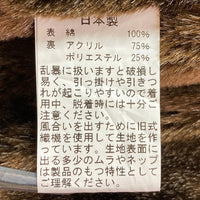 日本製
表 綿 100%
裏 アクリル 75%
ポリエステル 25%
乱暴に扱いますと破損し
易く、引っ掛けや引きつ
れが起こりやすいので着
用中、脱着時には十分ご
注意ください。
風合いを出すために旧式
織機を使用して生地を作
っています。生地表面に
出る多少のムラやネップ
は製品のもつ特性として
ご理解ください。